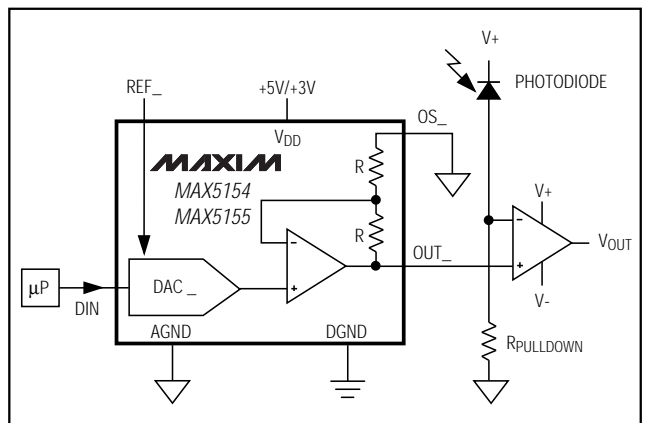 V+
REF_
+5V/+3V
PHOTODIODE
OS_
VDD
MAXIM
MAX5154
MAX5155
R
R
V+
-
+
-
+
OUT_
VOUT
µP
DIN
DAC_
V-
AGND
DGND
RPULLDOWN